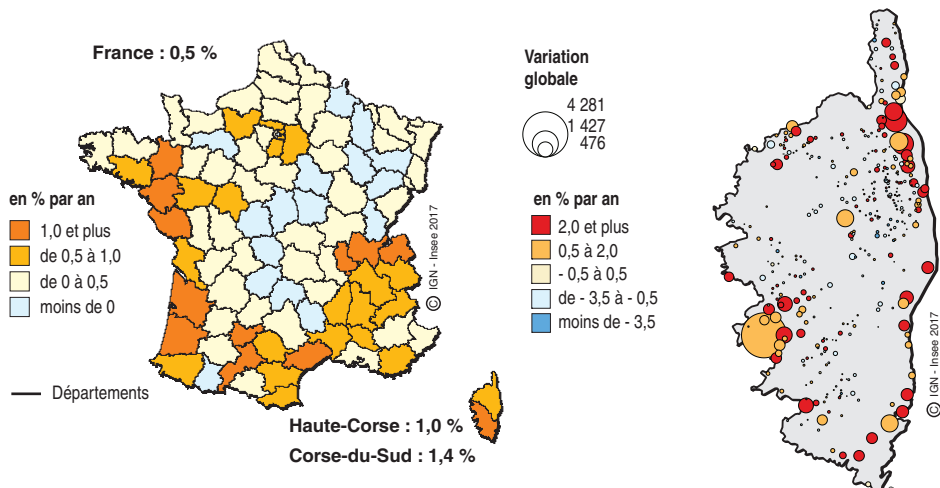 France : 0,5 %
en % par an
1,0 et plus
de 0,5 à 1,0
de 0 à 0,5
moins de 0
Départements
© IGN - Insee 2017
Haute-Corse : 1,0 %
Corse-du-Sud : 1,4 %
Variation
globale
4 281
1 427
476
en % par an
2,0 et plus
0,5 à 2,0
- 0,5 à 0,5
de - 3,5 à - 0,5
moins de - 3,5
© IGN - Insee 2017